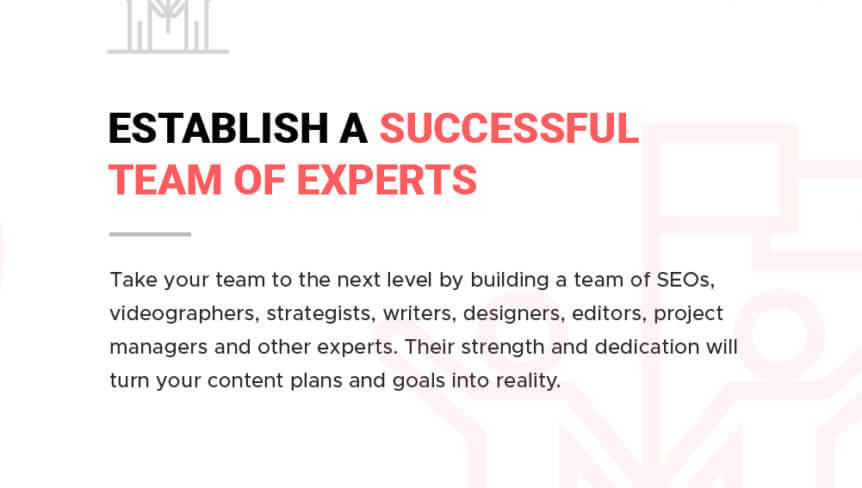 ESTABLISH A SUCCESSFUL
TEAM OF EXPERTS
Take your team to the next level by building a team of SEOs,
videographers, strategists, writers, designers, editors, project
managers and other experts. Their strength and dedication will
turn your content plans and goals into reality.